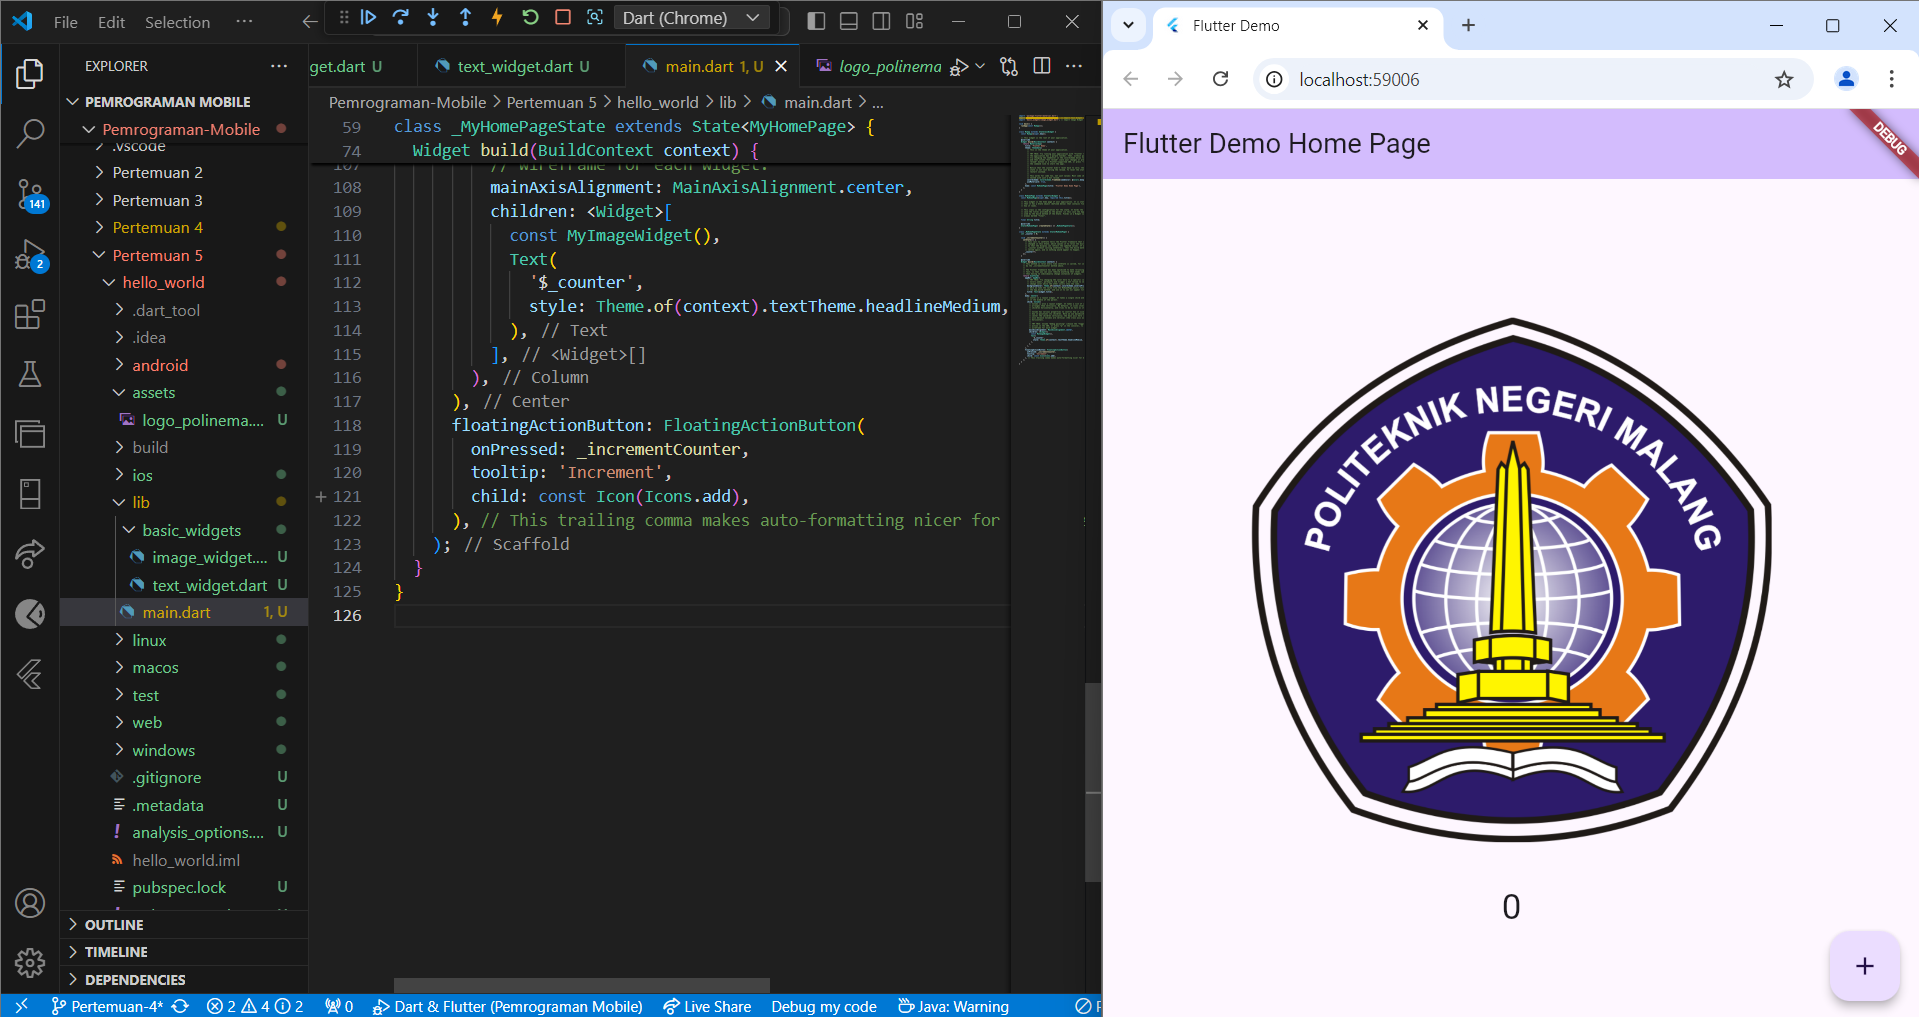 File Edit Selection ···
Dart (Chrome)
EXPLORER ···
PEMROGRAMAN MOBILE
Pemrograman-Mobile
.vscode
Pertemuan 2
Pertemuan 3
Pertemuan 4
Pertemuan 5
hello_world
.dart_tool
.idea
android
assets
logo_polinema.... U
build
ios
lib
basic_widgets
image_widget.... U
text_widget.dart U
main.dart 1, U
linux
macos
test
web
windows
.gitignore U
.metadata U
analysis_options.... U
hello_world.iml
pubspec.lock U
OUTLINE
TIMELINE
DEPENDENCIES
141
2
get.dart U
text_widget.dart U
main.dart 1, U
logo_polinema
Pemrograman-Mobile > Pertemuan 5 > hello_world > lib > main.dart > ...
59 class _MyHomePageState extends State<MyHomePage> {
74 Widget build(BuildContext context) {
107 // wireframe for each widget.
108 mainAxisAlignment: MainAxisAlignment.center,
109 children: <Widget>[
110 const MyImageWidget(),
111 Text(
112 '$_counter',
113 style: Theme.of(context).textTheme.headlineMedium,
114 ), // Text
115 ], // <Widget>[]
116 ), // Column
117 ), // Center
118 floatingActionButton: FloatingActionButton(
119 onPressed: _incrementCounter,
120 tooltip: 'Increment',
121 child: const Icon(Icons.add),
122 ), // This trailing comma makes auto-formatting nicer for
123 ); // Scaffold
124 }
125 }
126
Pertemuan-4* 2 4 2 0 Dart & Flutter (Pemrograman Mobile) Live Share Debug my code Java: Warning
Flutter Demo
localhost:59006
Flutter Demo Home Page
DEBUG
POLITEKNIK NEGERI MALANG
0
+